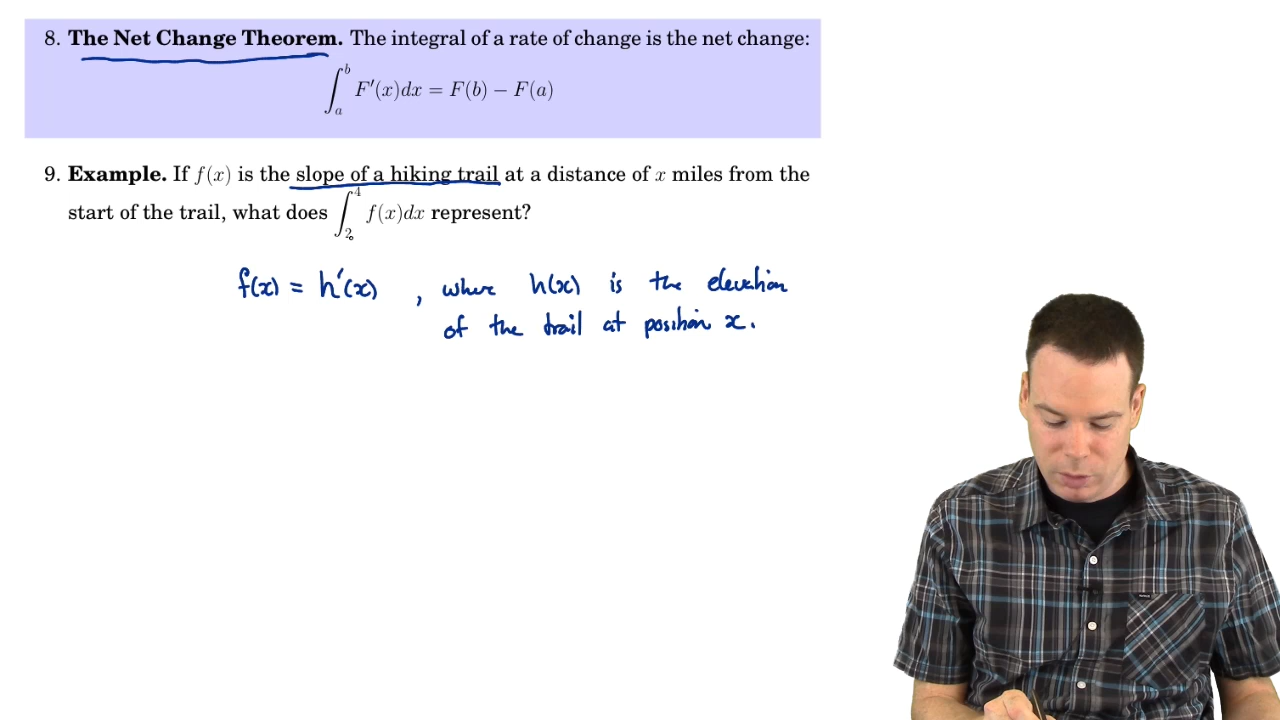 8. The Net Change Theorem. The integral of a rate of change is the net change:
∫_a^b F′(x)dx = F(b) − F(a)
9. Example. If f(x) is the slope of a hiking trail at a distance of x miles from the
start of the trail, what does ∫_2^4 f(x)dx represent?
f(x) = h′(x) , where h(x) is the elevation
of the trail at position x.